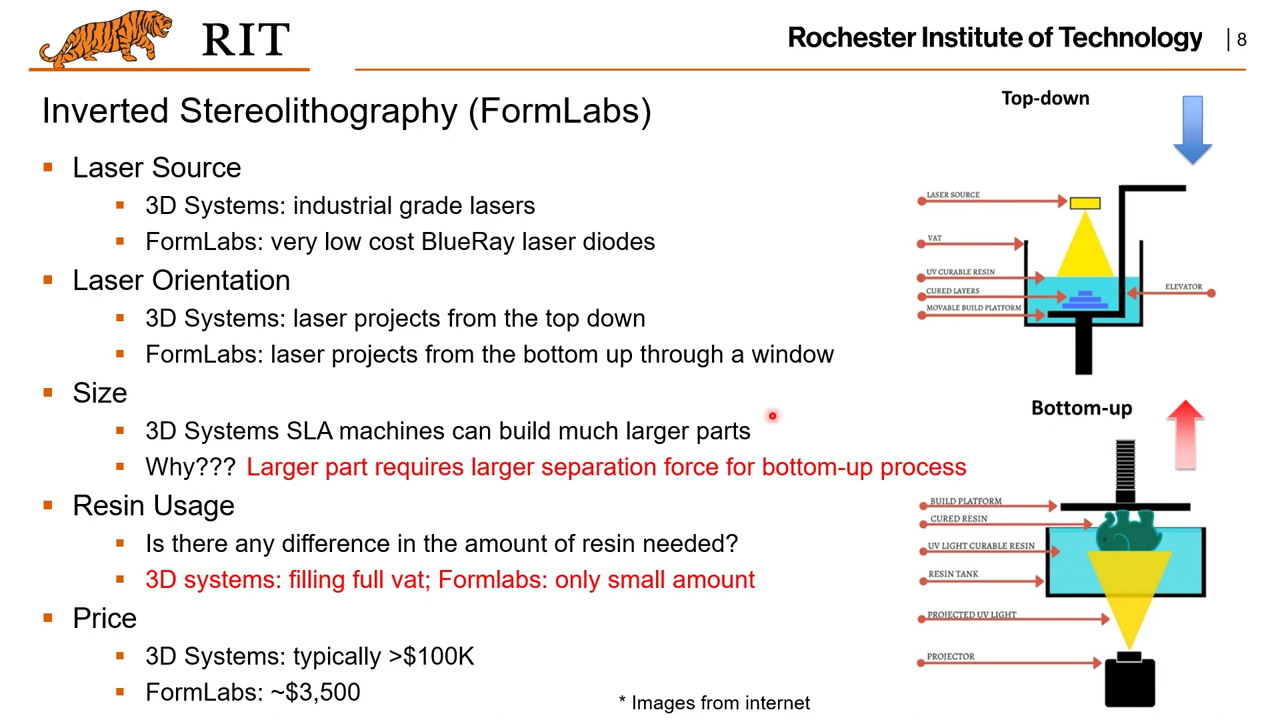 RIT
Rochester Institute of Technology | 8
Inverted Stereolithography (FormLabs)
▪ Laser Source
▪ 3D Systems: industrial grade lasers
▪ FormLabs: very low cost BlueRay laser diodes
▪ Laser Orientation
▪ 3D Systems: laser projects from the top down
▪ FormLabs: laser projects from the bottom up through a window
▪ Size
▪ 3D Systems SLA machines can build much larger parts
▪ Why??? Larger part requires larger separation force for bottom-up process
▪ Resin Usage
▪ Is there any difference in the amount of resin needed?
▪ 3D systems: filling full vat; Formlabs: only small amount
▪ Price
▪ 3D Systems: typically >$100K
▪ FormLabs: ~$3,500
* Images from internet
Top-down
LASER SOURCE
VAT
UV CURABLE RESIN
CURED LAYERS
MOVABLE BUILD PLATFORM
ELEVATOR
Bottom-up
BUILD PLATFORM
CURED RESIN
UV LIGHT CURABLE RESIN
RESIN TANK
PROJECTED UV LIGHT
PROJECTOR